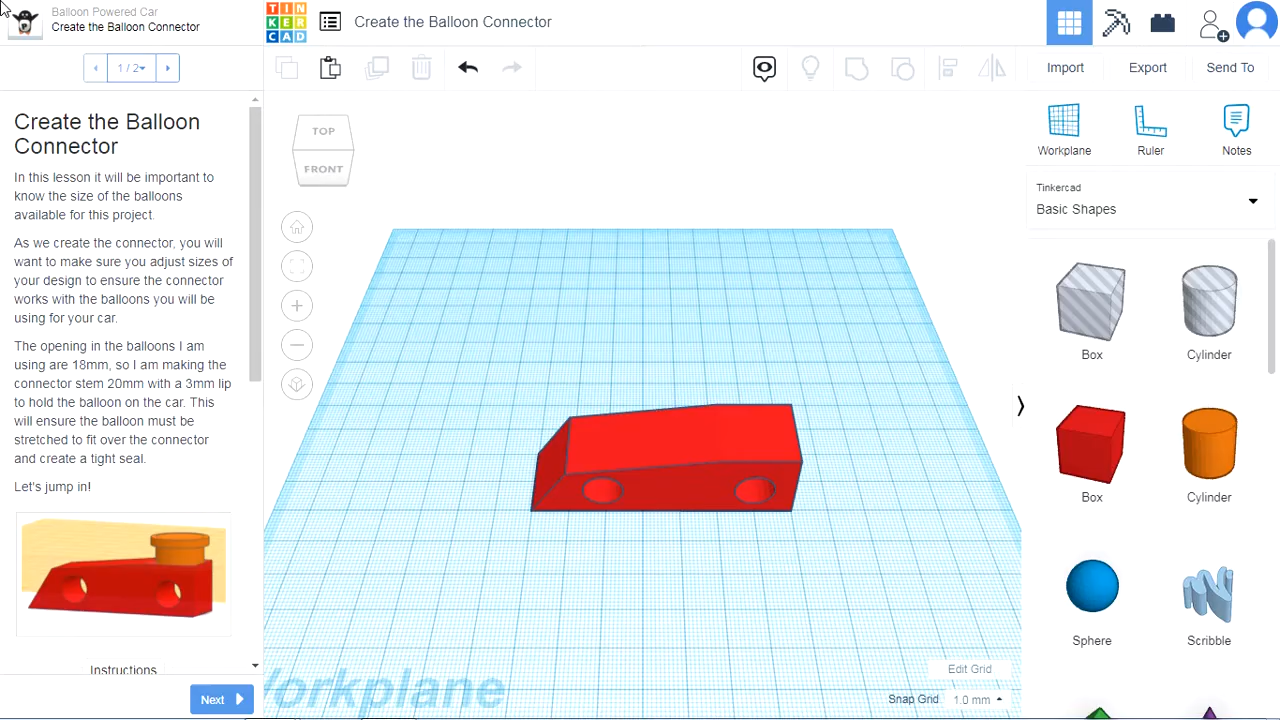 Balloon Powered Car
Create the Balloon Connector
TIN
KER
CAD
Create the Balloon Connector
1 / 2
Import
Export
Send To
Create the Balloon
Connector
In this lesson it will be important to
know the size of the balloons
available for this project.
As we create the connector, you will
want to make sure you adjust sizes of
your design to ensure the connector
works with the balloons you will be
using for your car.
The opening in the balloons I am
using are 18mm, so I am making the
connector stem 20mm with a 3mm lip
to hold the balloon on the car. This
will ensure the balloon must be
stretched to fit over the connector
and create a tight seal.
Let's jump in!
Instructions
Next
TOP
FRONT
Workplane
Edit Grid
Snap Grid 1.0 mm
Workplane
Ruler
Notes
Tinkercad
Basic Shapes
Box
Cylinder
Box
Cylinder
Sphere
Scribble